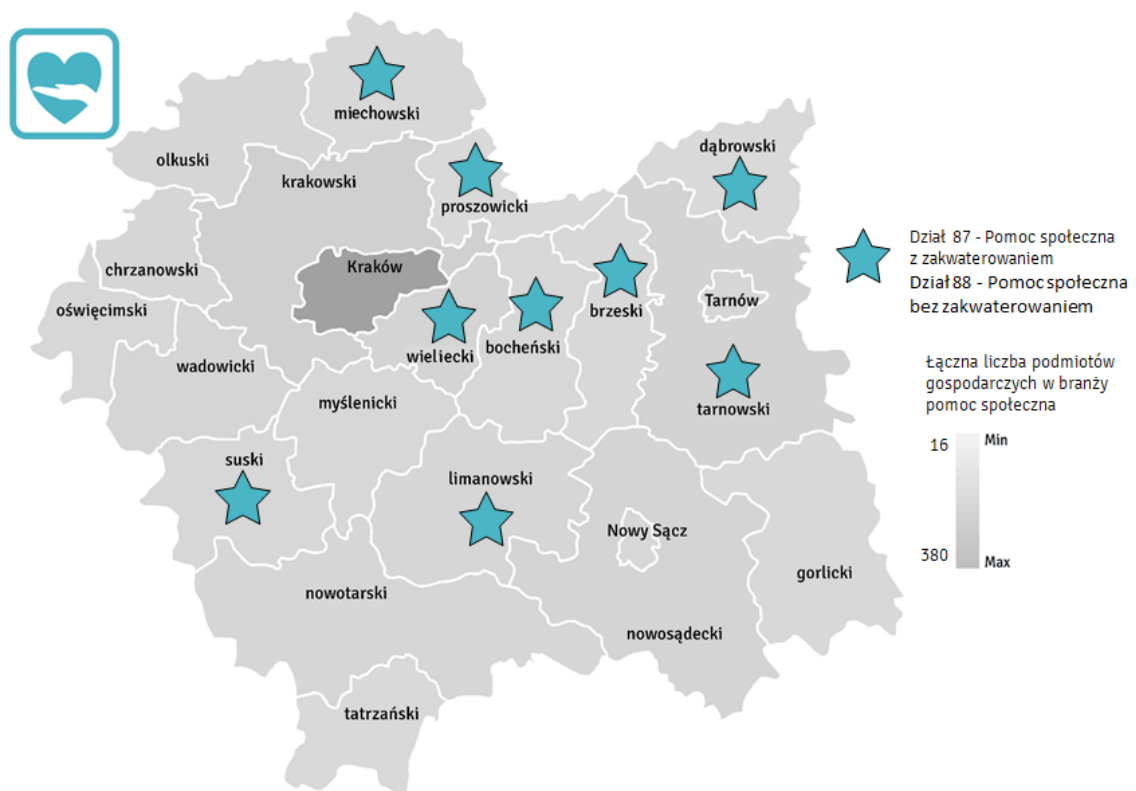 miechowski
dąbrowski
olkuski
krakowski
proszowicki
Kraków
chrzanowski
oświęcimski
wadowicki
wieliecki
bocheński
brzeski
Tarnów
tarnowski
myślenicki
suski
limanowski
Nowy Sącz
gorlicki
nowotarski
nowosądecki
tatrzański
Dział 87 - Pomoc społeczna
z zakwaterowaniem
Dział 88 - Pomoc społeczna
bez zakwaterowaniem
Łączna liczba podmiotów
gospodarczych w branży
pomoc społeczna
16 Min
380 Max